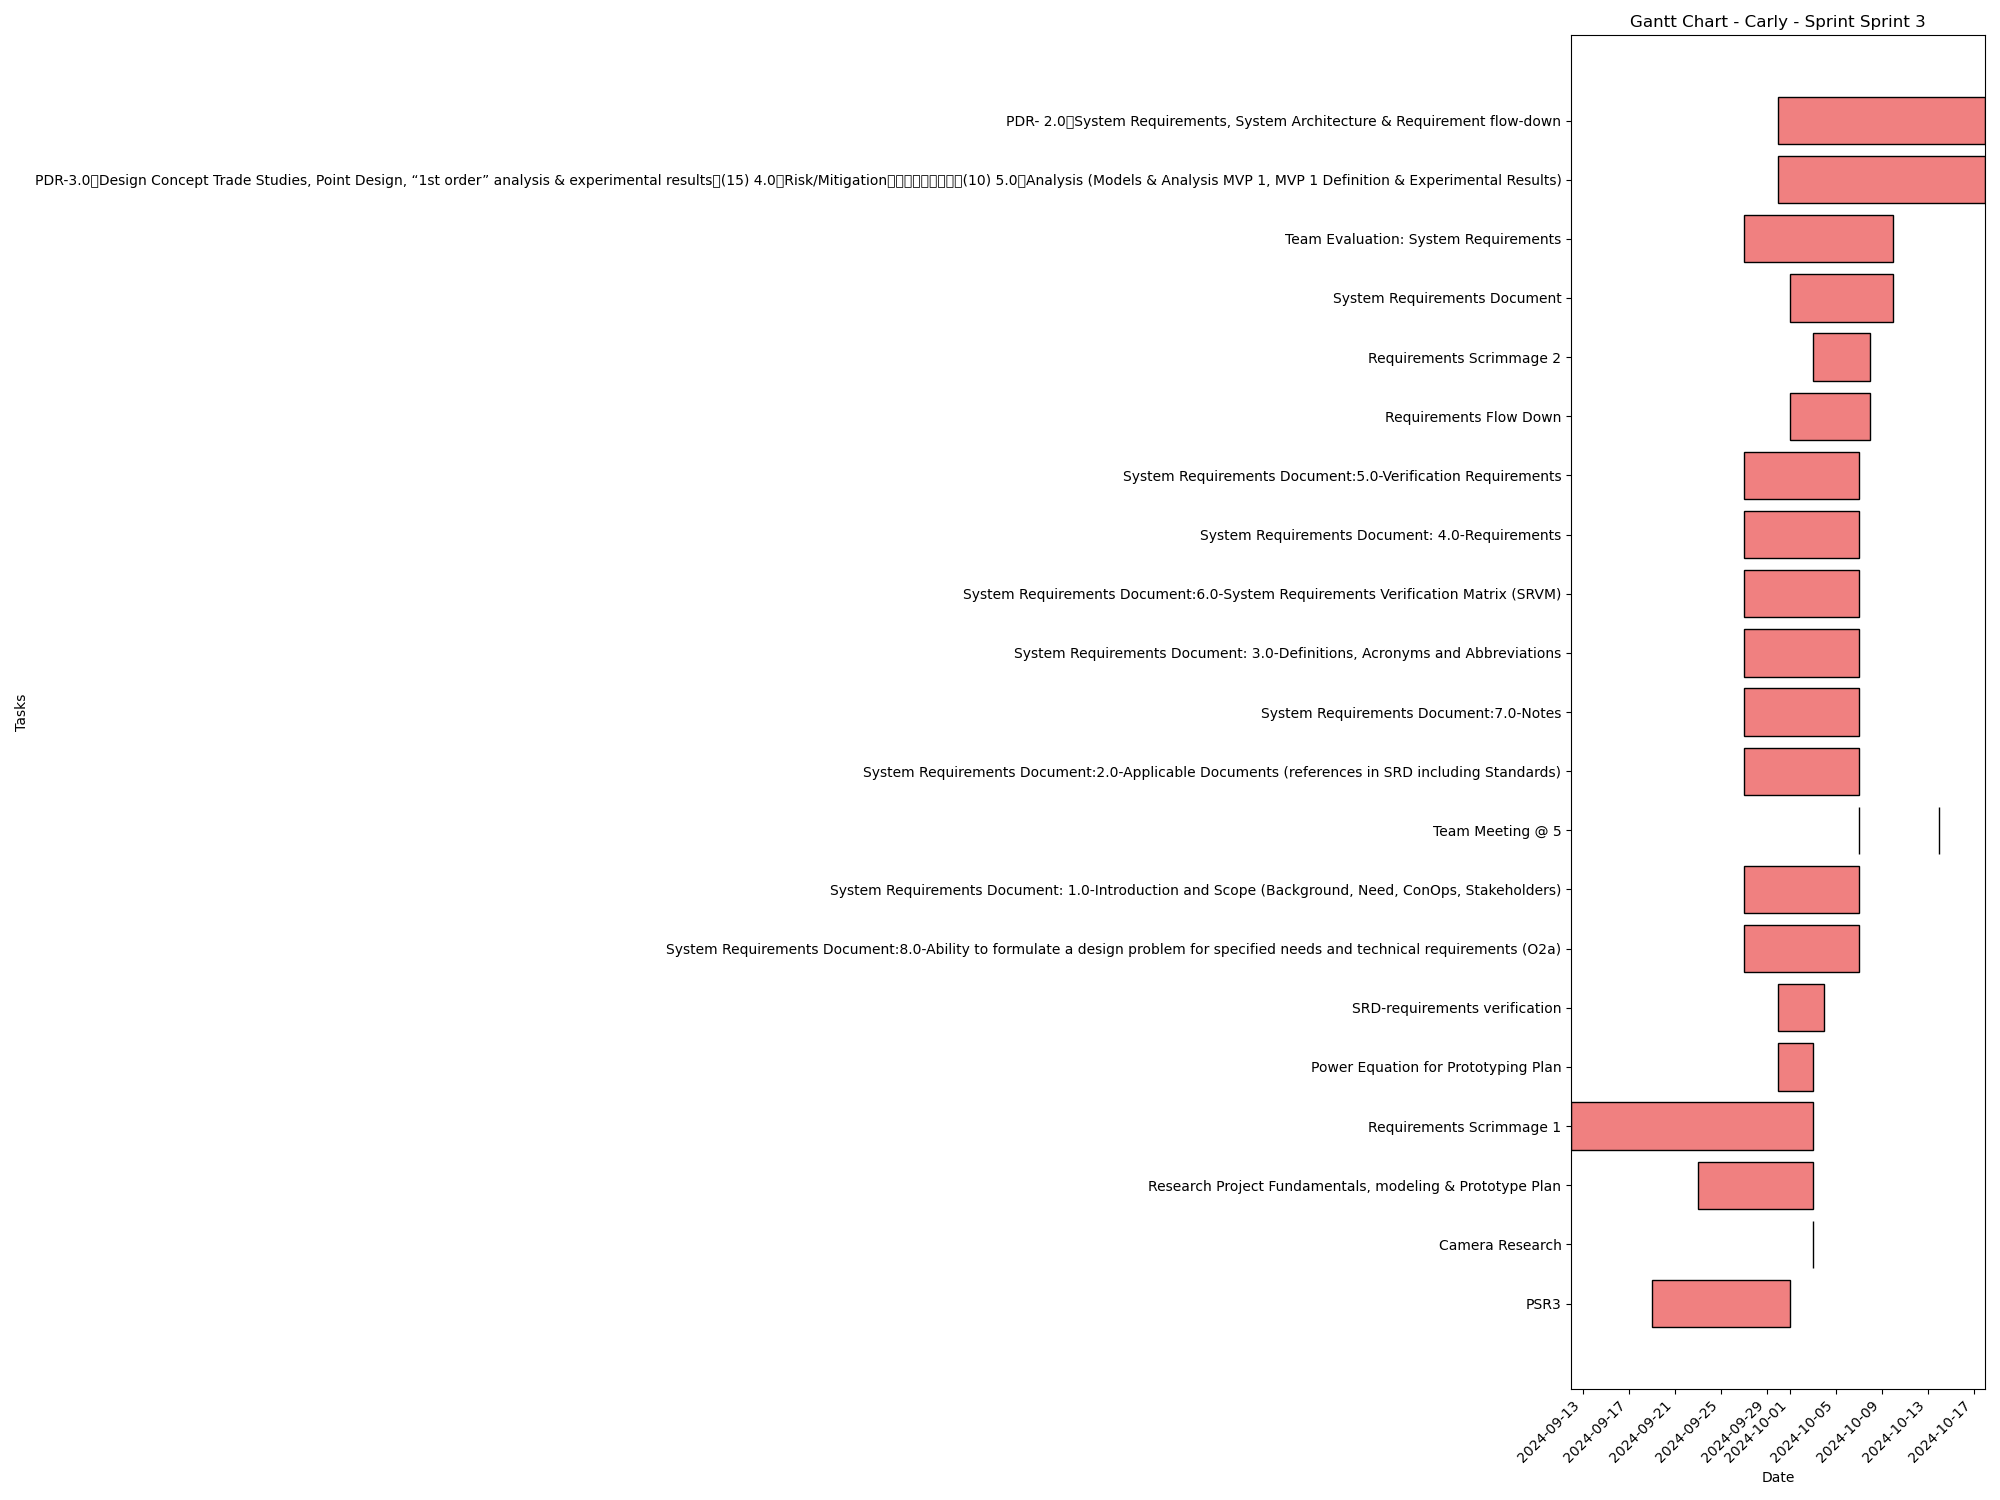 Gantt Chart - Carly - Sprint Sprint 3
PDR- 2.0▯System Requirements, System Architecture & Requirement flow-down
PDR-3.0▯Design Concept Trade Studies, Point Design, “1st order” analysis & experimental results▯(15) 4.0▯Risk/Mitigation▯▯▯▯▯▯▯▯▯(10) 5.0▯Analysis (Models & Analysis MVP 1, MVP 1 Definition & Experimental Results)
Team Evaluation: System Requirements
System Requirements Document
Requirements Scrimmage 2
Requirements Flow Down
System Requirements Document:5.0-Verification Requirements
System Requirements Document: 4.0-Requirements
System Requirements Document:6.0-System Requirements Verification Matrix (SRVM)
System Requirements Document: 3.0-Definitions, Acronyms and Abbreviations
System Requirements Document:7.0-Notes
System Requirements Document:2.0-Applicable Documents (references in SRD including Standards)
Team Meeting @ 5
System Requirements Document: 1.0-Introduction and Scope (Background, Need, ConOps, Stakeholders)
System Requirements Document:8.0-Ability to formulate a design problem for specified needs and technical requirements (O2a)
SRD-requirements verification
Power Equation for Prototyping Plan
Requirements Scrimmage 1
Research Project Fundamentals, modeling & Prototype Plan
Camera Research
PSR3
Tasks
2024-09-13
2024-09-17
2024-09-21
2024-09-25
2024-09-29
2024-10-01
2024-10-05
2024-10-09
2024-10-13
2024-10-17
Date